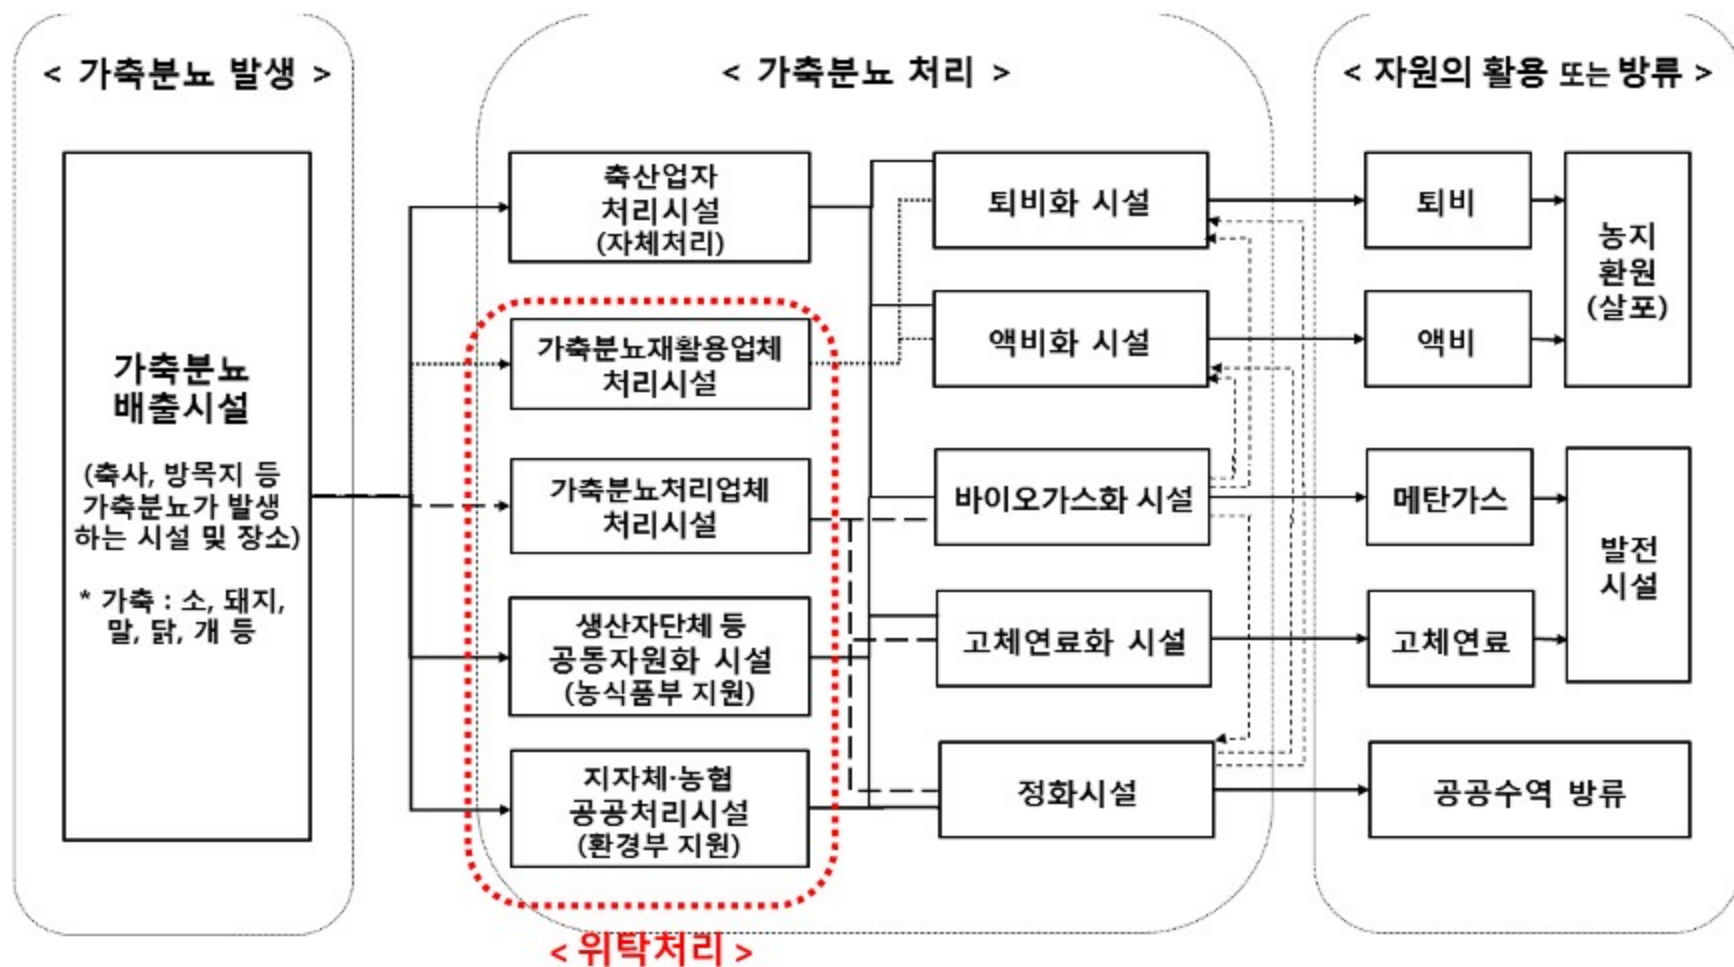 < 가축분뇨 발생 >
가축분뇨
배출시설
(축사, 방목지 등
가축분뇨가 발생
하는 시설 및 장소)
* 가축 : 소, 돼지,
말, 닭, 개 등
< 가축분뇨 처리 >
축산업자
처리시설
(자체처리)
가축분뇨재활용업체
처리시설
가축분뇨처리업체
처리시설
생산자단체 등
공동자원화 시설
(농식품부 지원)
지자체·농협
공공처리시설
(환경부 지원)
< 위탁처리 >
퇴비화 시설
액비화 시설
바이오가스화 시설
고체연료화 시설
정화시설
< 자원의 활용 또는 방류 >
퇴비
액비
농지
환원
(살포)
메탄가스
고체연료
발전
시설
공공수역 방류